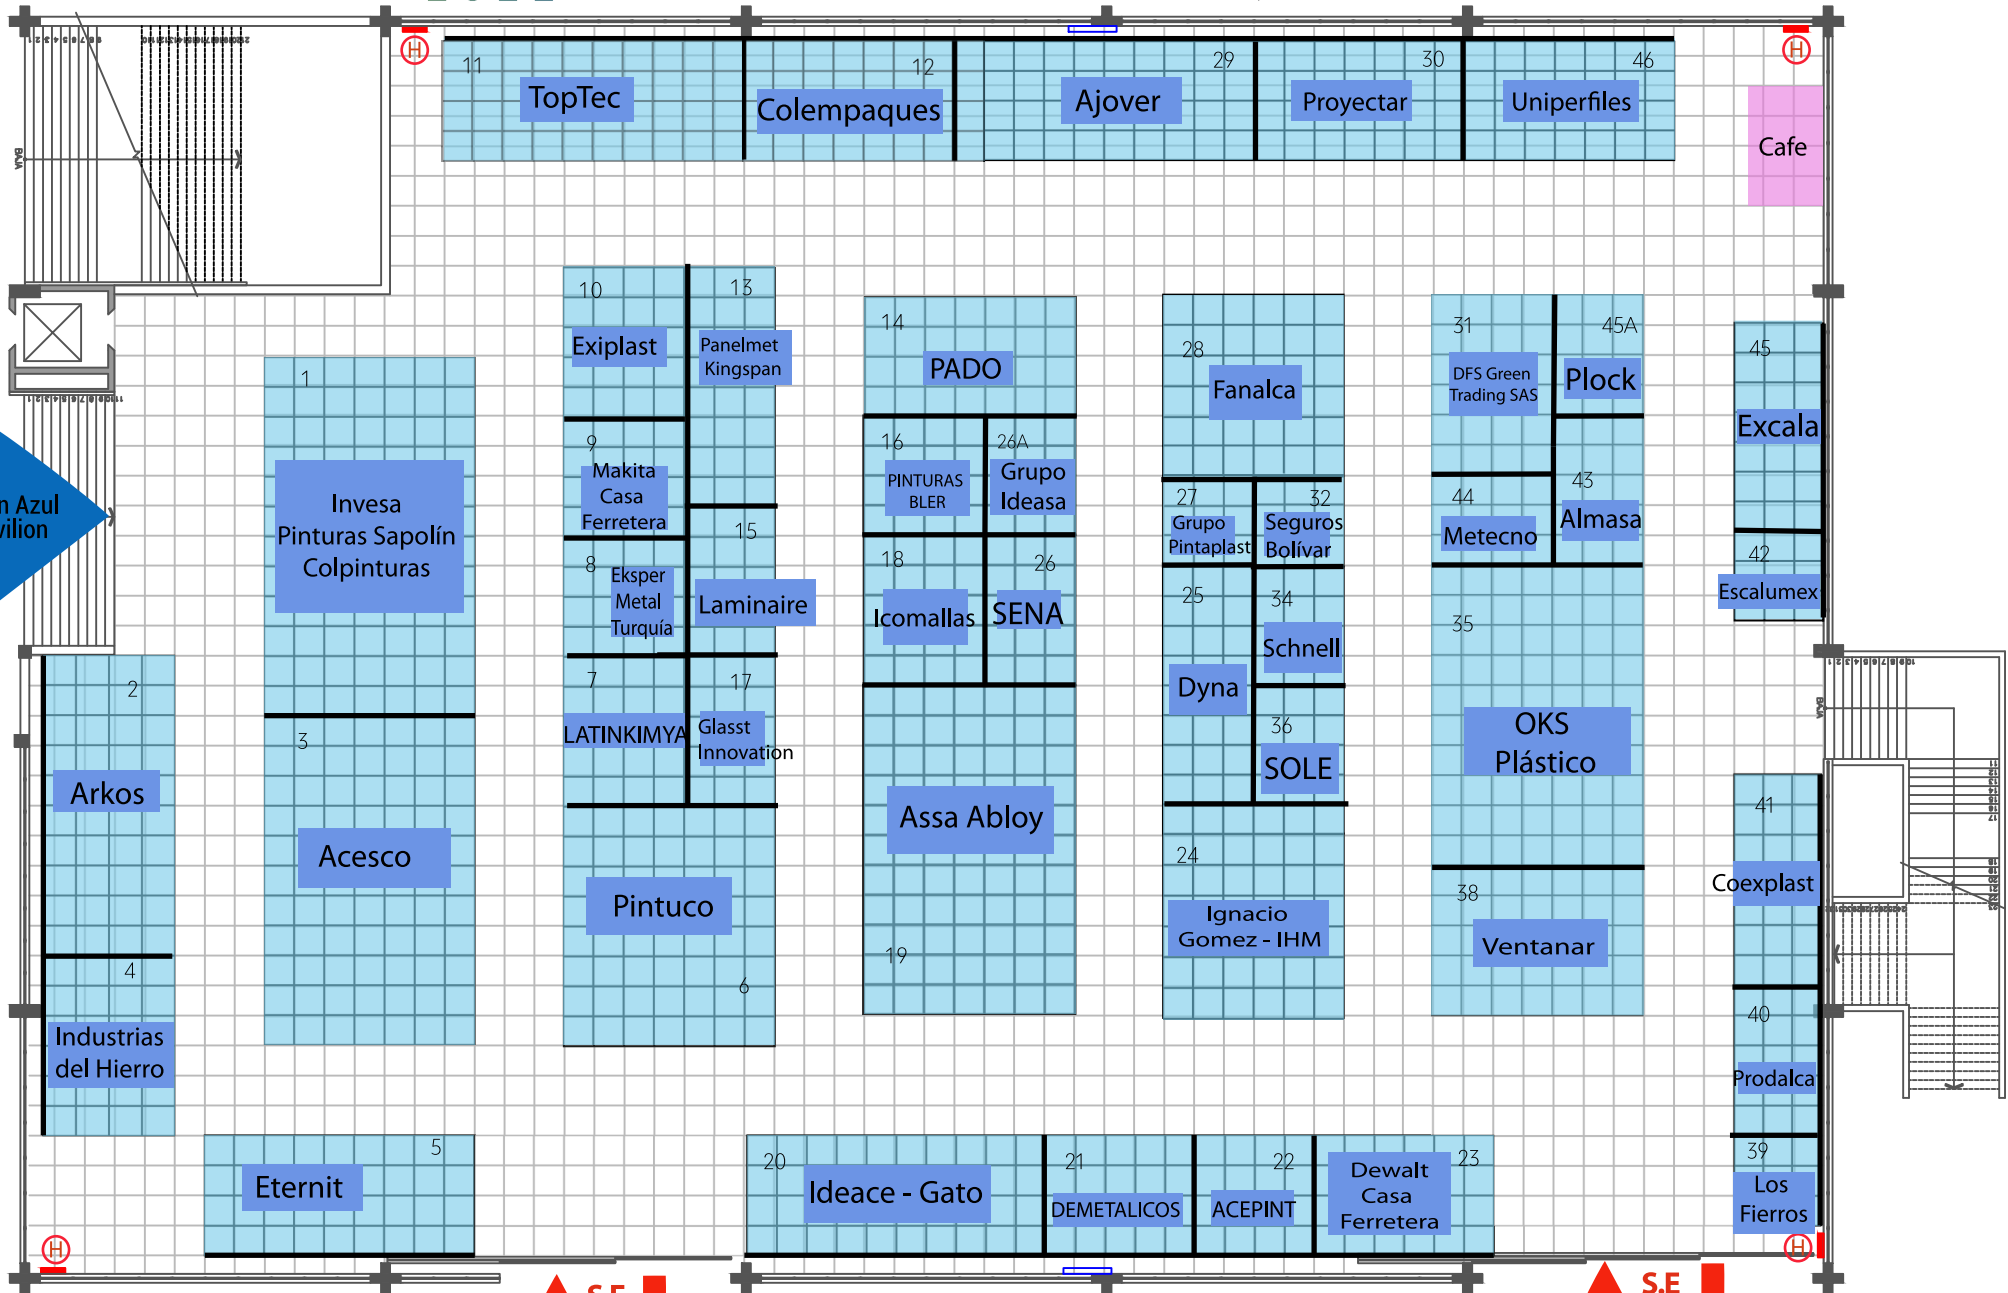 11
TopTec
12
Colempaques
29
Ajover
30
Proyectar
46
Uniperfiles
H
H
Cafe
BAJA
10
Exiplast
13
Panelmet
Kingspan
14
PADO
28
Fanalca
31
DFS Green
Trading SAS
45A
Plock
45
Excala
1
Invesa
Pinturas Sapolín
Colpinturas
9
Makita
Casa
Ferretera
15
Laminaire
16
PINTURAS
BLER
26A
Grupo
Ideasa
27
Grupo
Pintaplast
32
Seguros
Bolívar
44
Metecno
43
Almasa
42
Escalumex
n Azul
vilion
8
Eksper
Metal
Turquía
18
Icomallas
26
SENA
25
Dyna
34
Schnell
35
OKS
Plástico
2
Arkos
3
Acesco
7
LATINKIMYA
17
Glasst
Innovation
19
Assa Abloy
36
SOLE
BAJA
41
Coexplast
4
Industrias
del Hierro
Pintuco
6
24
Ignacio
Gomez - IHM
38
Ventanar
40
Prodalca
5
Eternit
20
Ideace - Gato
21
DEMETALICOS
22
ACEPINT
23
Dewalt
Casa
Ferretera
39
Los
Fierros
H
H
S.E
S.E